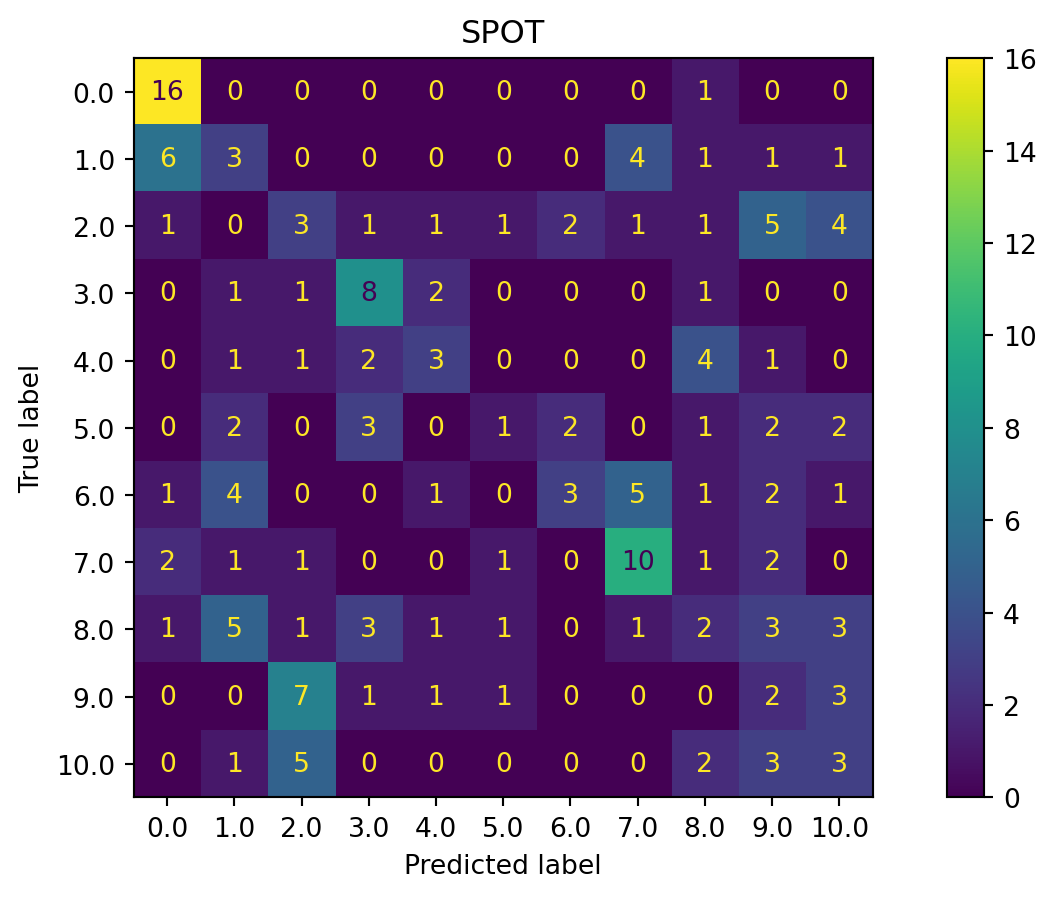 SPOT
0.0 16 0 0 0 0 0 0 0 1 0 0
1.0 6 3 0 0 0 0 0 4 1 1 1
2.0 1 0 3 1 1 1 2 1 1 5 4
3.0 0 1 1 8 2 0 0 0 1 0 0
4.0 0 1 1 2 3 0 0 0 4 1 0
5.0 0 2 0 3 0 1 2 0 1 2 2
6.0 1 4 0 0 1 0 3 5 1 2 1
7.0 2 1 1 0 0 1 0 10 1 2 0
8.0 1 5 1 3 1 1 0 1 2 3 3
9.0 0 0 7 1 1 1 0 0 0 2 3
10.0 0 1 5 0 0 0 0 0 2 3 3
0.0 1.0 2.0 3.0 4.0 5.0 6.0 7.0 8.0 9.0 10.0
Predicted label
True label
16
14
12
10
8
6
4
2
0